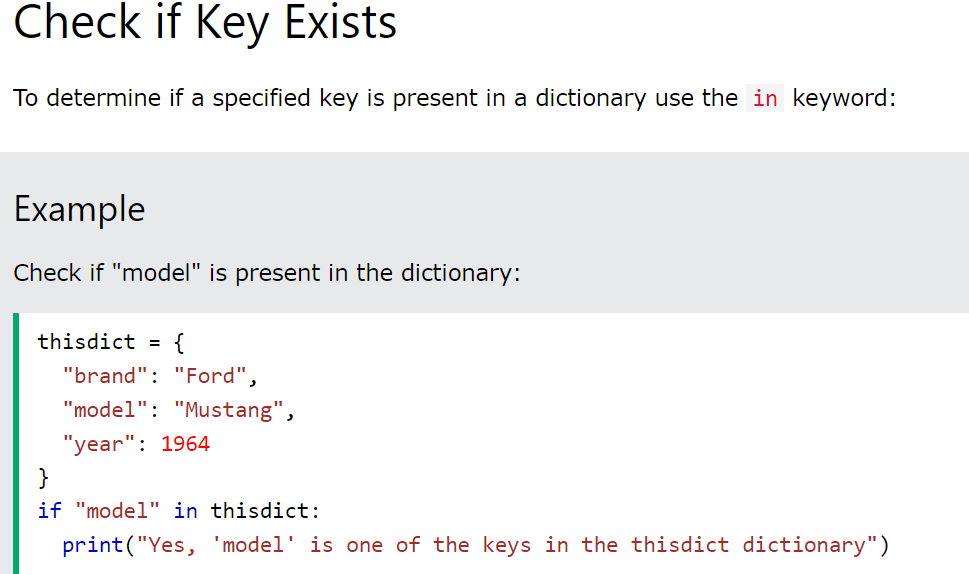 Check if Key Exists
To determine if a specified key is present in a dictionary use the in keyword:
Example
Check if "model" is present in the dictionary:
thisdict = {
  "brand": "Ford",
  "model": "Mustang",
  "year": 1964
}
if "model" in thisdict:
  print("Yes, 'model' is one of the keys in the thisdict dictionary")